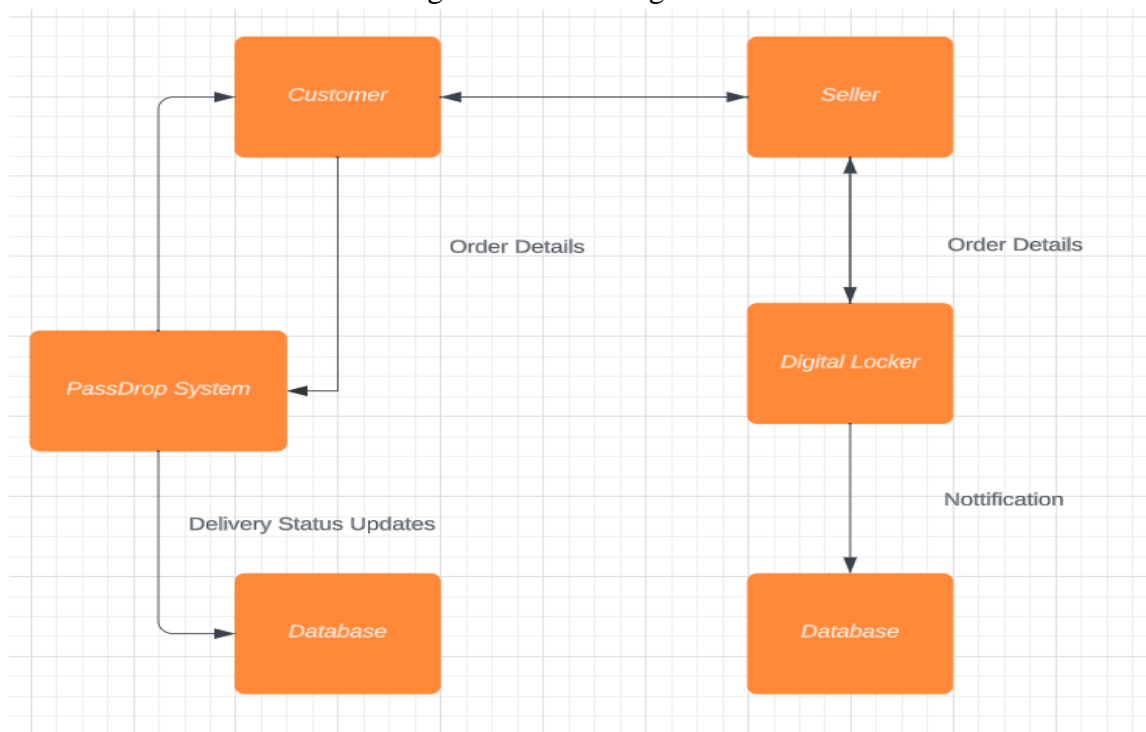 Customer
Seller
Order Details
Order Details
PassDrop System
Digital Locker
Delivery Status Updates
Nottification
Database
Database